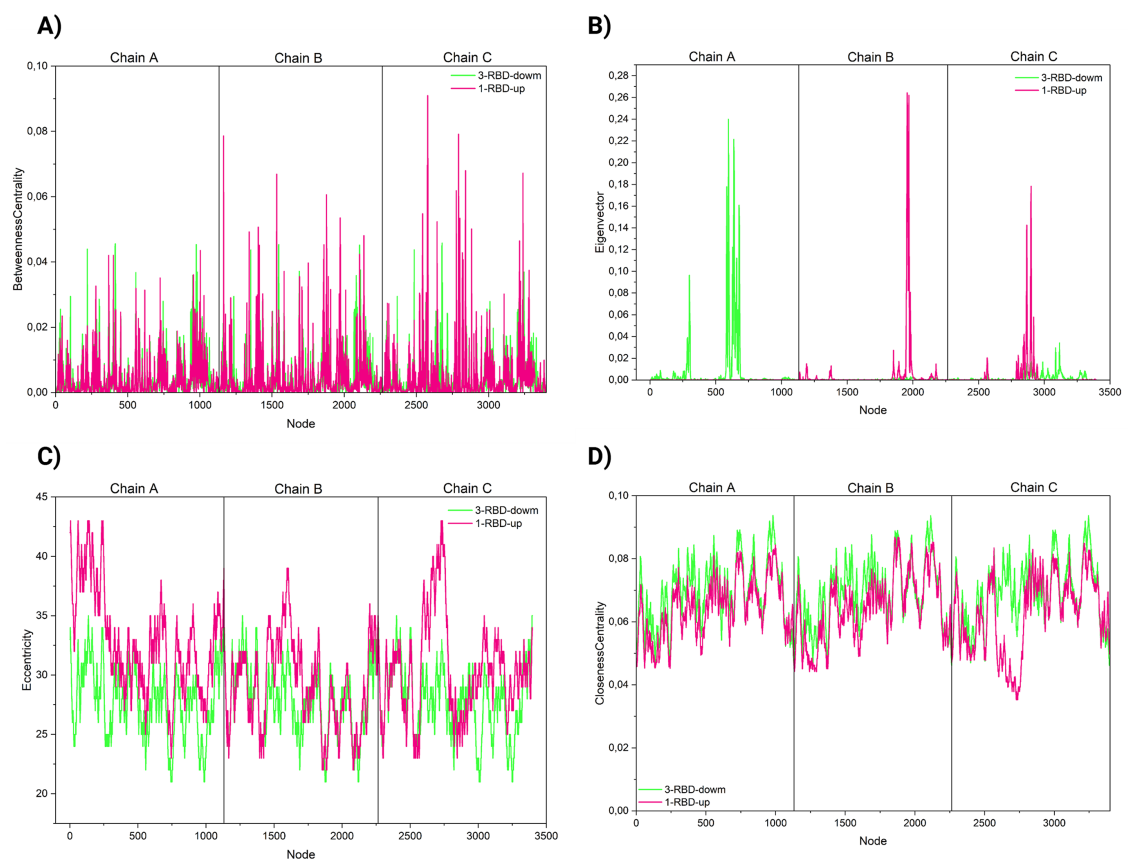 A)
Chain A Chain B Chain C
0,10
0,08
0,06
0,04
0,02
0,00
BetweennessCentrality
3-RBD-dowm
1-RBD-up
0 500 1000 1500 2000 2500 3000
Node
B)
Chain A Chain B Chain C
0,28
0,26
0,24
0,22
0,20
0,18
0,16
0,14
0,12
0,10
0,08
0,06
0,04
0,02
0,00
Eigenvector
3-RBD-dowm
1-RBD-up
0 500 1000 1500 2000 2500 3000 3500
Node
C)
Chain A Chain B Chain C
45
40
35
30
25
20
Eccentricity
3-RBD-dowm
1-RBD-up
0 500 1000 1500 2000 2500 3000 3500
Node
D)
Chain A Chain B Chain C
0,10
0,08
0,06
0,04
0,02
0,00
ClosenessCentrality
3-RBD-dowm
1-RBD-up
0 500 1000 1500 2000 2500 3000
Node